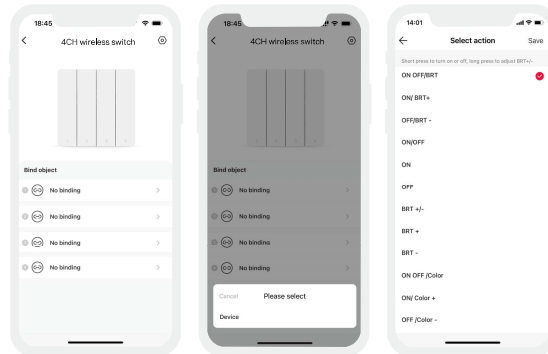 18:45
4CH wireless switch
Bind object
No binding
No binding
No binding
No binding
18:45
4CH wireless switch
Bind object
No binding
No binding
No binding
No binding
Cancel Please select
Device
14:01
Select action Save
Short press to turn on or off, long press to adjust BRT+/-
ON OFF/BRT
ON/ BRT+
OFF/BRT -
ON/OFF
ON
OFF
BRT +/-
BRT +
BRT -
ON OFF /Color
ON/ Color +
OFF /Color -